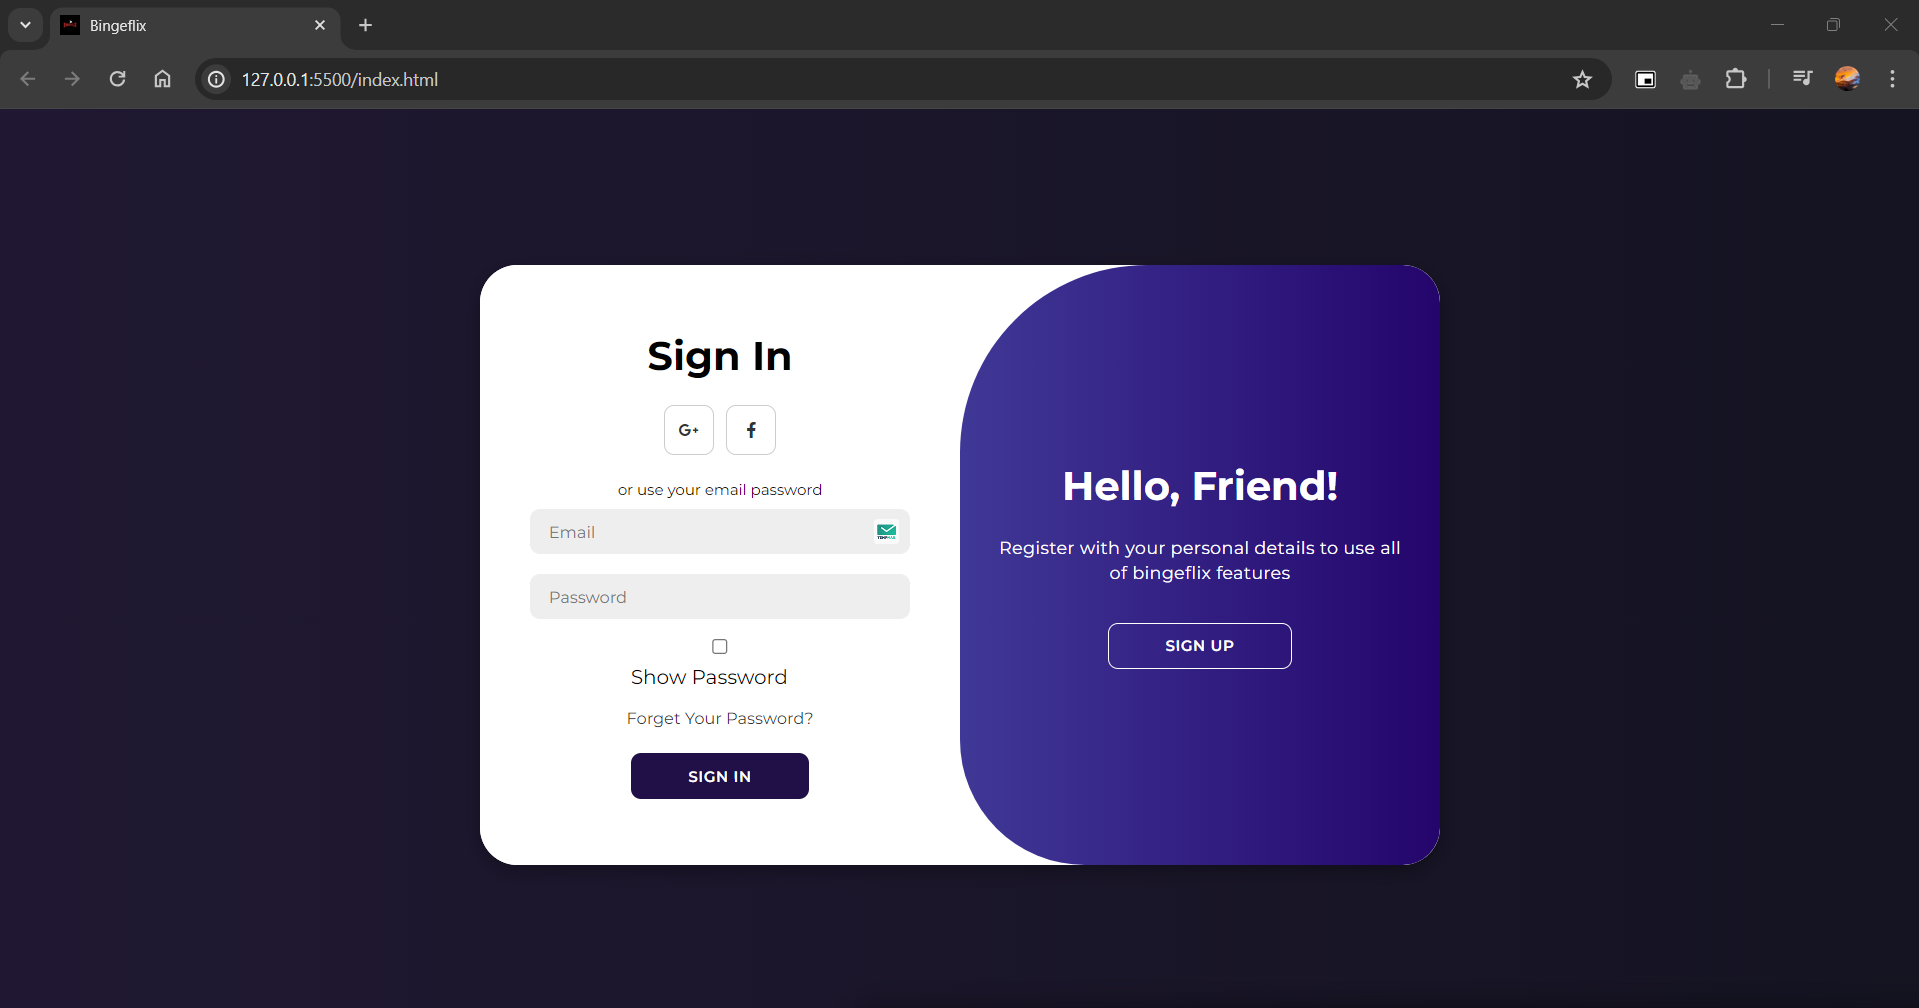 Bingeflix
127.0.0.1:5500/index.html
Sign In
G+ f
or use your email password
Email
Password
Show Password
Forget Your Password?
SIGN IN
Hello, Friend!
Register with your personal details to use all
of bingeflix features
SIGN UP